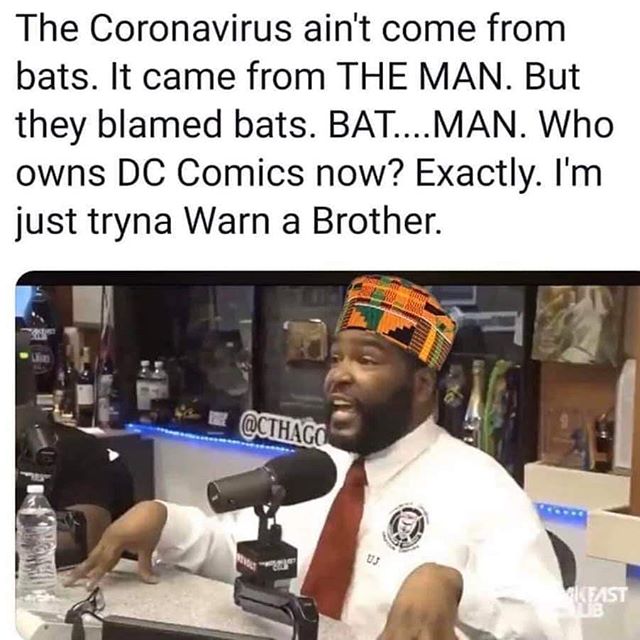 The Coronavirus ain't come from
bats. It came from THE MAN. But
they blamed bats. BAT....MAN. Who
owns DC Comics now? Exactly. I'm
just tryna Warn a Brother.
@CTHAGO
UJ